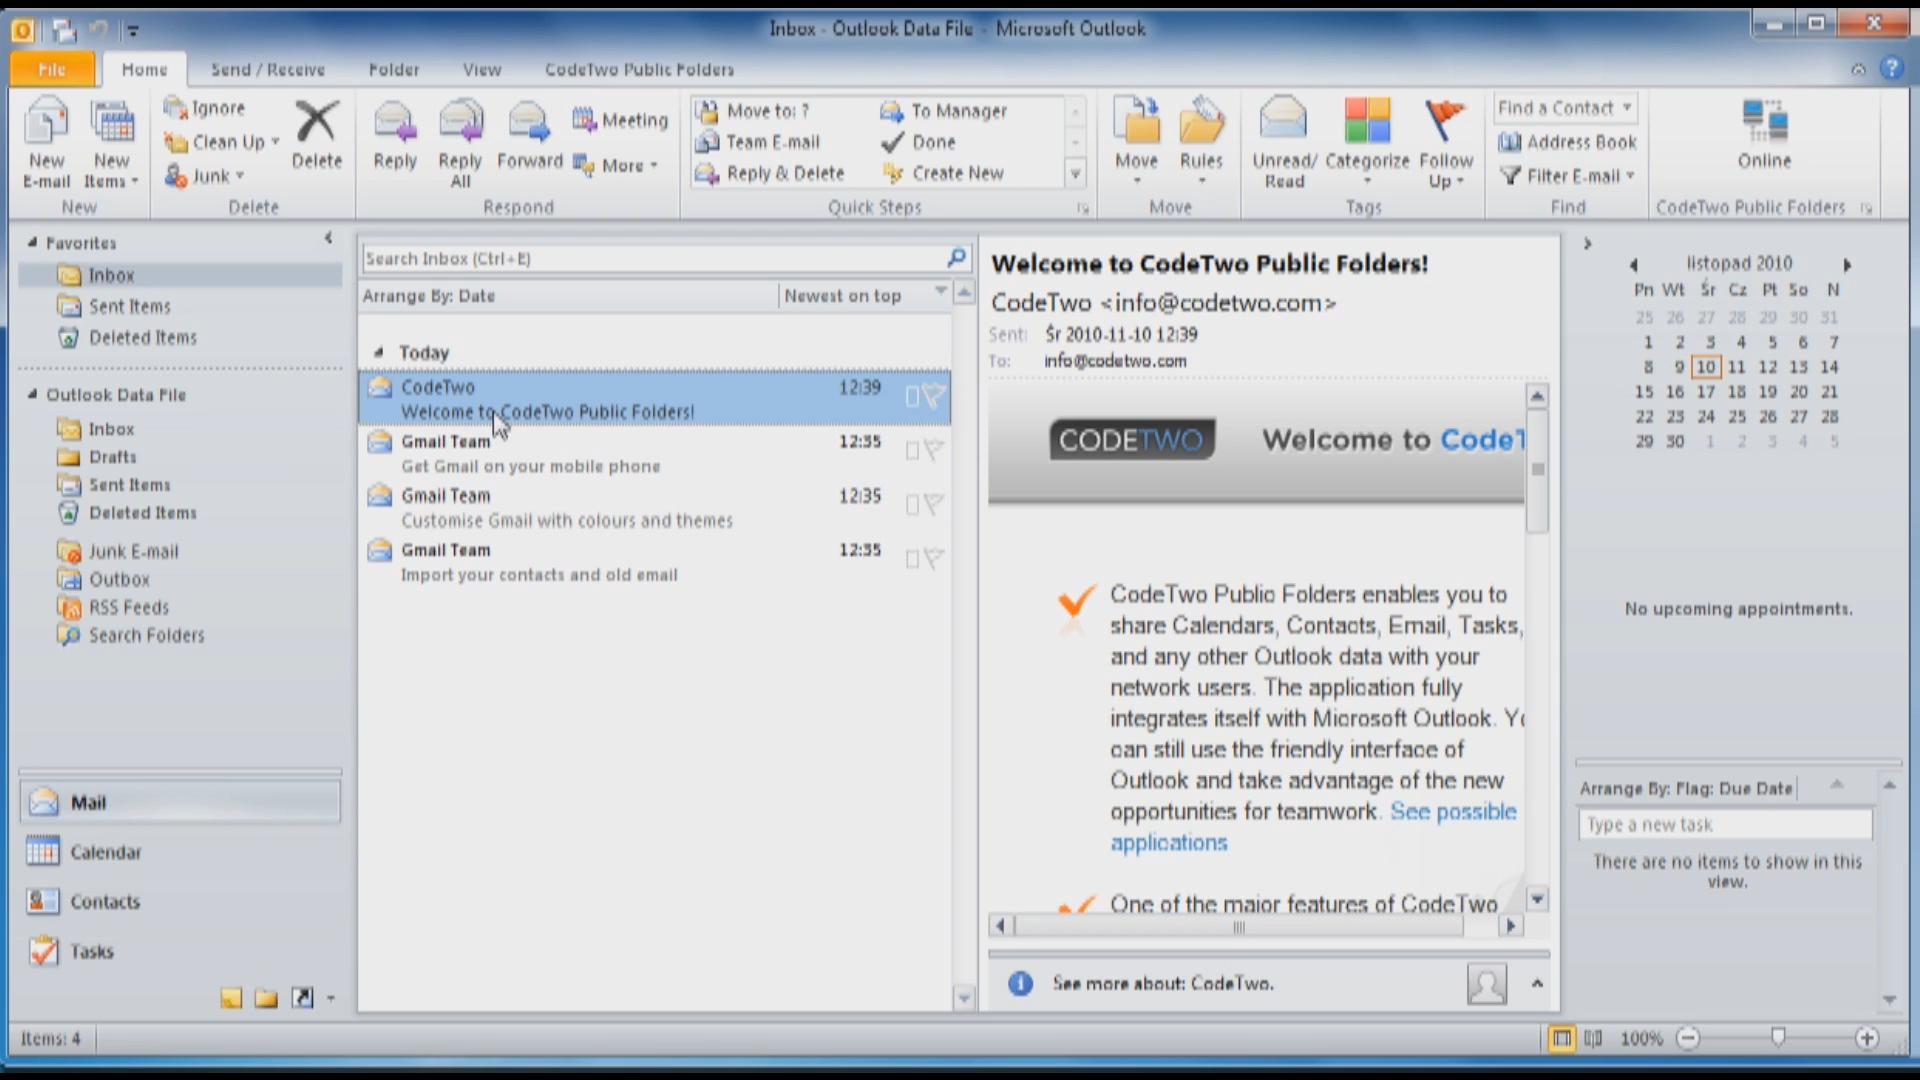 Inbox - Outlook Data File - Microsoft Outlook
File Home Send / Receive Folder View CodeTwo Public Folders
New E-mail
New Items
New
Ignore
Clean Up
Junk
Delete
Delete
Reply
Reply All
Forward
Meeting
More
Respond
Move to: ?
Team E-mail
Reply & Delete
To Manager
Done
Create New
Quick Steps
Move
Rules
Move
Unread/ Read
Categorize
Follow Up
Tags
Find a Contact
Address Book
Filter E-mail
Find
Online
CodeTwo Public Folders
Favorites
Inbox
Sent Items
Deleted Items
Outlook Data File
Inbox
Drafts
Sent Items
Deleted Items
Junk E-mail
Outbox
RSS Feeds
Search Folders
Mail
Calendar
Contacts
Tasks
Items: 4
Search Inbox (Ctrl+E)
Arrange By: Date Newest on top
Today
CodeTwo 12:39
Welcome to CodeTwo Public Folders!
Gmail Team 12:35
Get Gmail on your mobile phone
Gmail Team 12:35
Customise Gmail with colours and themes
Gmail Team 12:35
Import your contacts and old email
Welcome to CodeTwo Public Folders!
CodeTwo <info@codetwo.com>
Sent: Śr 2010-11-10 12:39
To: info@codetwo.com
CODETWO Welcome to CodeT
CodeTwo Public Folders enables you to
share Calendars, Contacts, Email, Tasks,
and any other Outlook data with your
network users. The application fully
integrates itself with Microsoft Outlook. Yo
can still use the friendly interface of
Outlook and take advantage of the new
opportunities for teamwork. See possible
applications
One of the major features of CodeTwo
See more about: CodeTwo.
listopad 2010
Pn Wt Śr Cz Pt So N
25 26 27 28 29 30 31
1 2 3 4 5 6 7
8 9 10 11 12 13 14
15 16 17 18 19 20 21
22 23 24 25 26 27 28
29 30 1 2 3 4 5
No upcoming appointments.
Arrange By: Flag: Due Date
Type a new task
There are no items to show in this
view.
100%